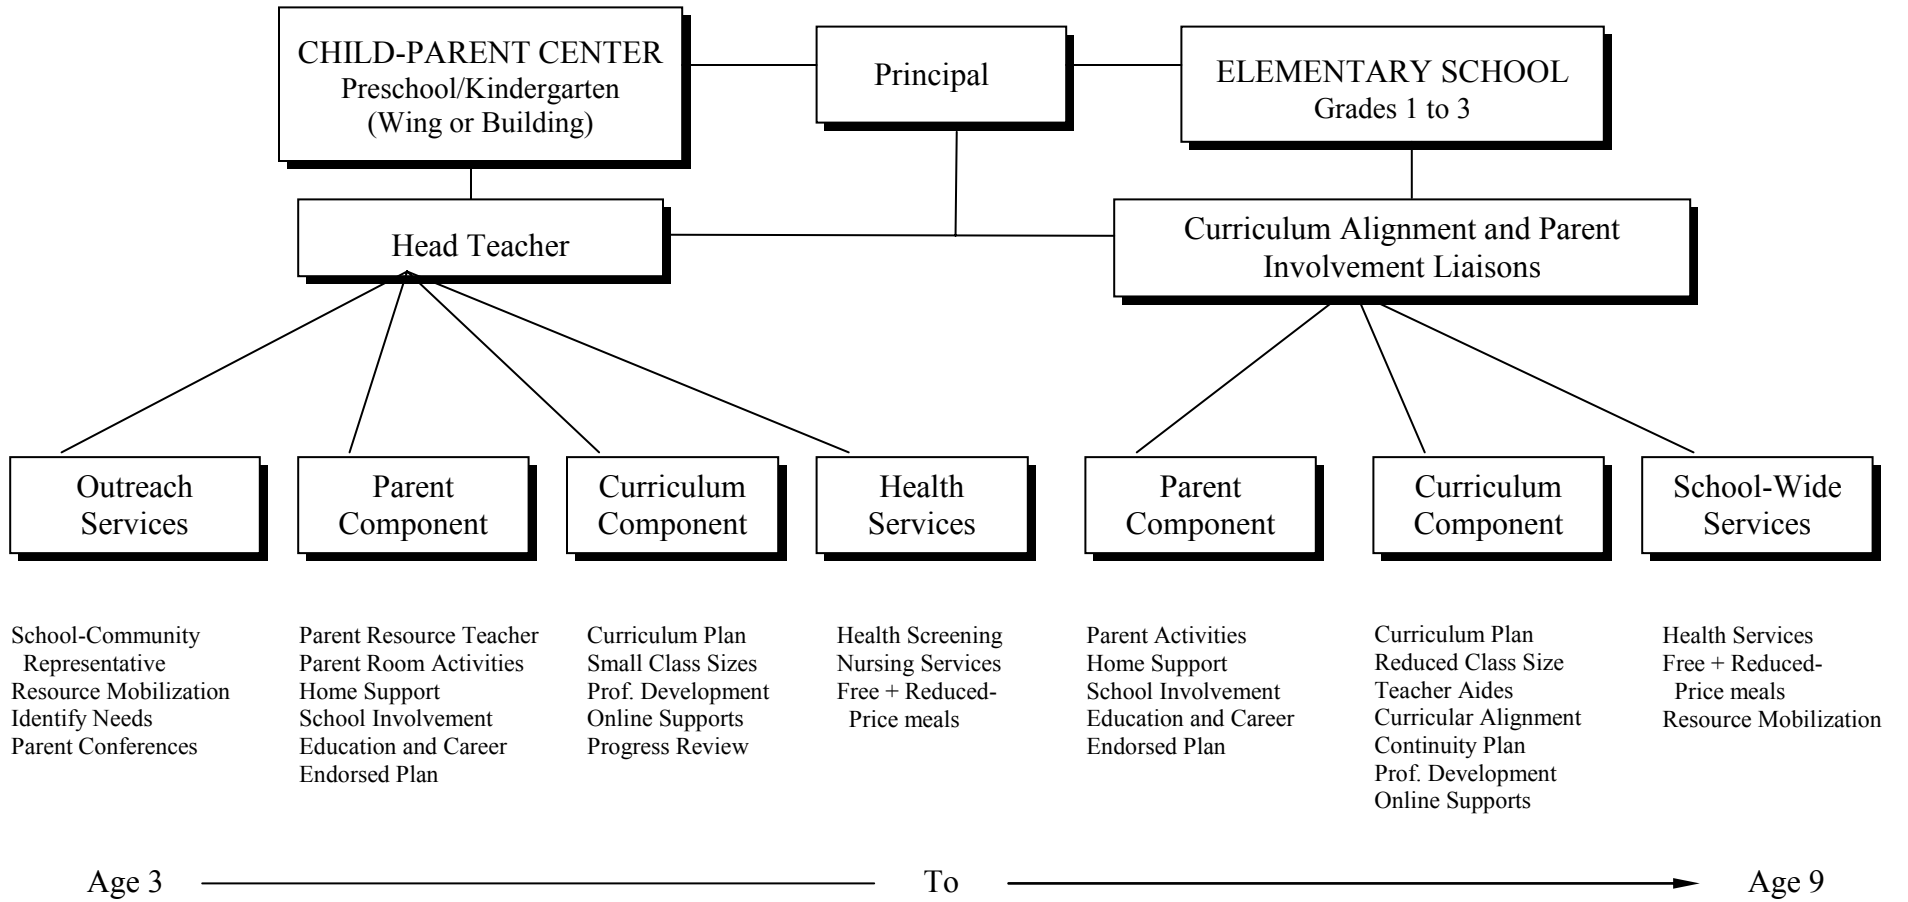 CHILD-PARENT CENTER
Preschool/Kindergarten
(Wing or Building)
Principal
ELEMENTARY SCHOOL
Grades 1 to 3
Head Teacher
Curriculum Alignment and Parent
Involvement Liaisons
Outreach
Services
Parent
Component
Curriculum
Component
Health
Services
Parent
Component
Curriculum
Component
School-Wide
Services
School-Community
Representative
Resource Mobilization
Identify Needs
Parent Conferences
Parent Resource Teacher
Parent Room Activities
Home Support
School Involvement
Education and Career
Endorsed Plan
Curriculum Plan
Small Class Sizes
Prof. Development
Online Supports
Progress Review
Health Screening
Nursing Services
Free + Reduced-
Price meals
Parent Activities
Home Support
School Involvement
Education and Career
Endorsed Plan
Curriculum Plan
Reduced Class Size
Teacher Aides
Curricular Alignment
Continuity Plan
Prof. Development
Online Supports
Health Services
Free + Reduced-
Price meals
Resource Mobilization
Age 3
To
Age 9